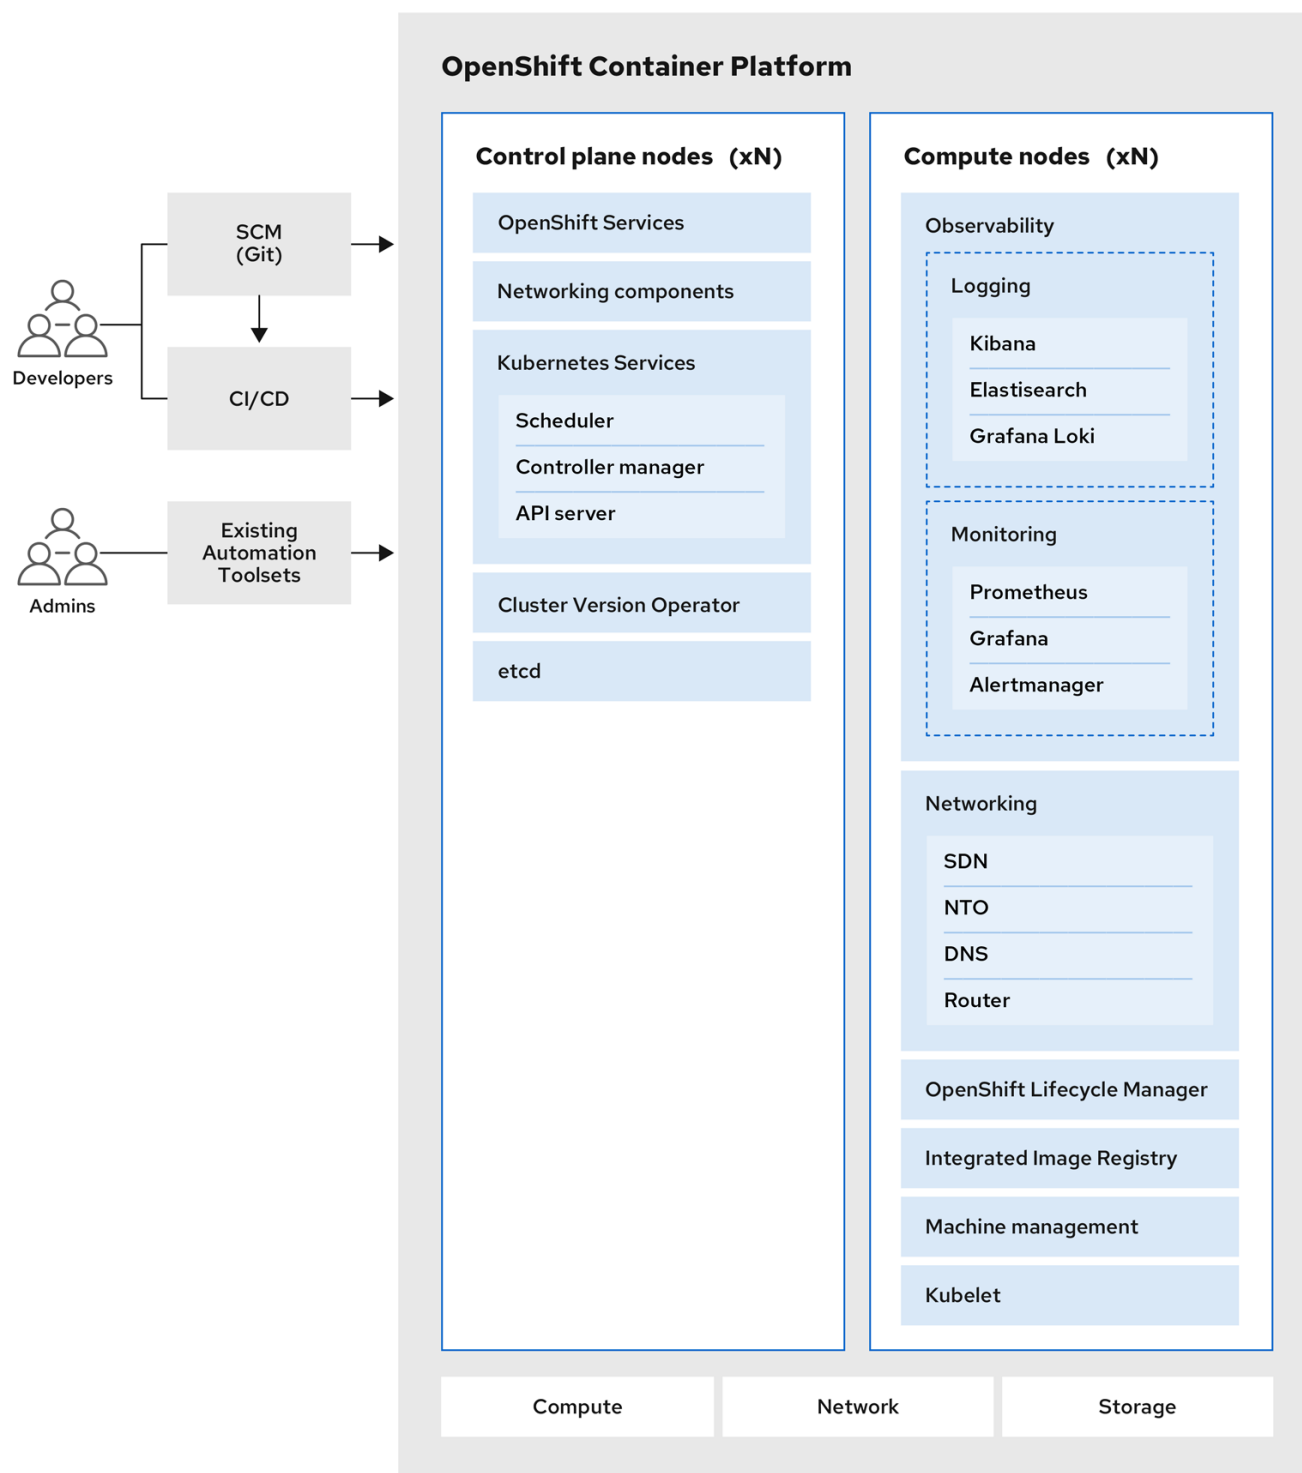 OpenShift Container Platform
Control plane nodes (xN)
OpenShift Services
Networking components
Kubernetes Services
Scheduler
Controller manager
API server
Cluster Version Operator
etcd
Compute nodes (xN)
Observability
Logging
Kibana
Elastisearch
Grafana Loki
Monitoring
Prometheus
Grafana
Alertmanager
Networking
SDN
NTO
DNS
Router
OpenShift Lifecycle Manager
Integrated Image Registry
Machine management
Kubelet
Compute
Network
Storage
Developers
SCM
(Git)
CI/CD
Admins
Existing
Automation
Toolsets